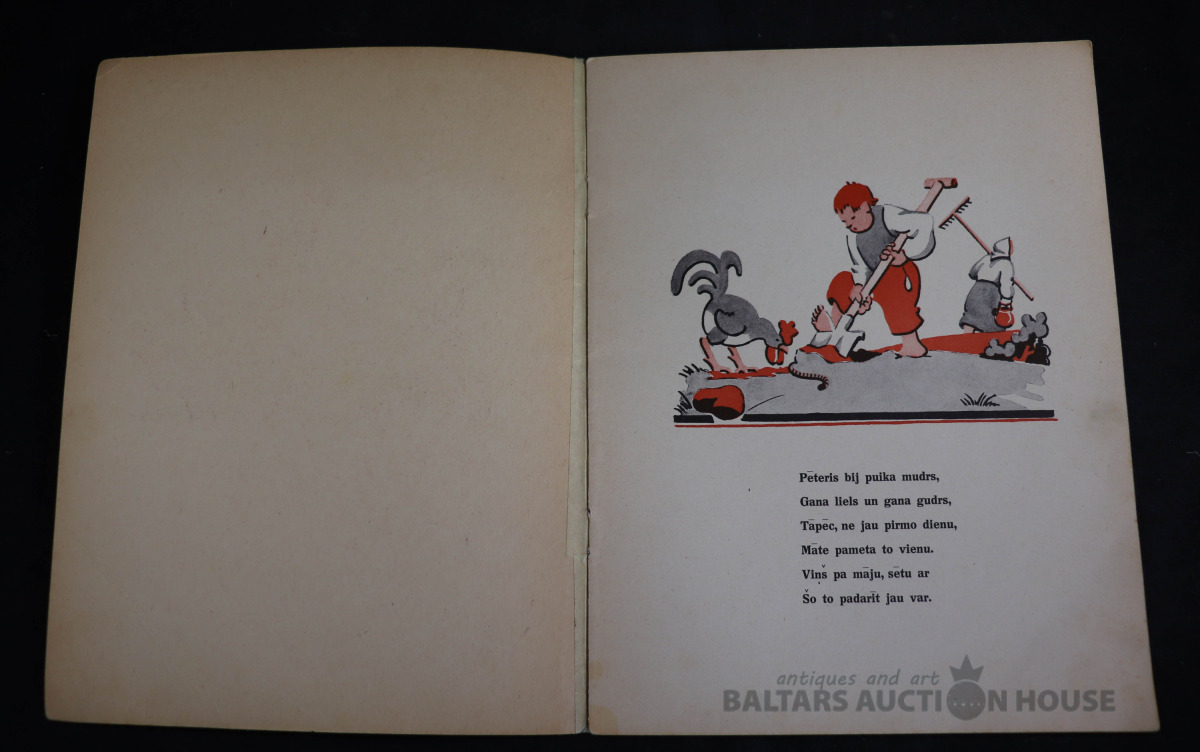 Pēteris bij puika mudrs,
Gana liels un gana gudrs,
Tāpēc, ne jau pirmo dienu,
Māte pameta to vienu.
Viņš pa māju, sētu ar
Šo to padarīt jau var.
antiques and art
BALTARS AUCTION HOUSE